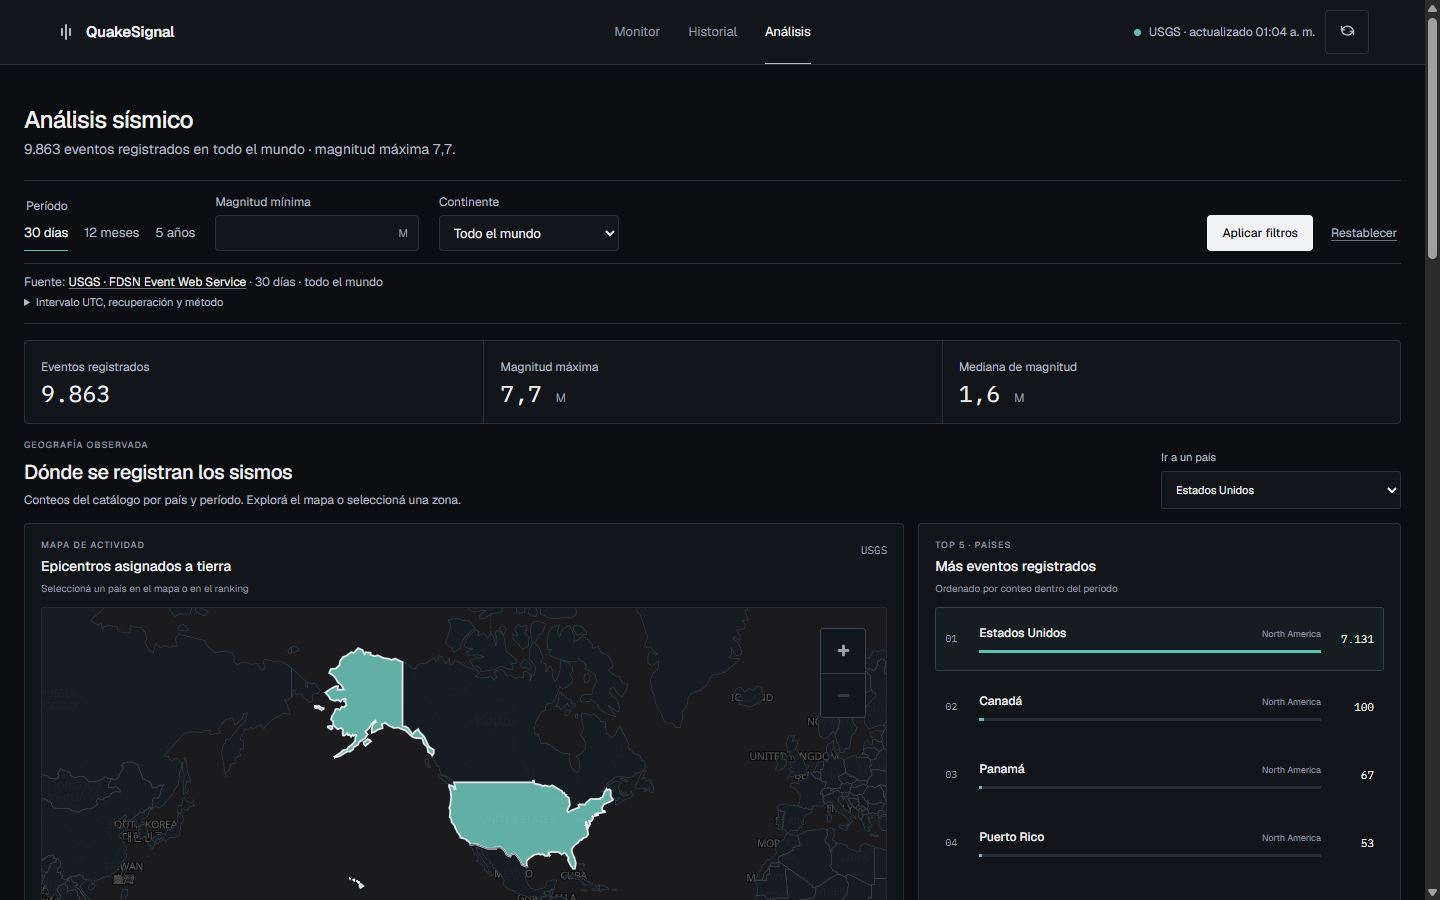 QuakeSignal
Monitor
Historial
Análisis
USGS · actualizado 01:04 a. m.
Análisis sísmico
9.863 eventos registrados en todo el mundo · magnitud máxima 7,7.
Período
30 días
12 meses
5 años
Magnitud mínima
M
Continente
Todo el mundo
Aplicar filtros
Restablecer
Fuente: USGS · FDSN Event Web Service · 30 días · todo el mundo
Intervalo UTC, recuperación y método
Eventos registrados
9.863
Magnitud máxima
7,7 M
Mediana de magnitud
1,6 M
GEOGRAFÍA OBSERVADA
Dónde se registran los sismos
Conteos del catálogo por país y período. Explorá el mapa o seleccioná una zona.
Ir a un país
Estados Unidos
MAPA DE ACTIVIDAD
Epicentros asignados a tierra
Seleccioná un país en el mapa o en el ranking
USGS
+
−
CUBA
TOP 5 · PAÍSES
Más eventos registrados
Ordenado por conteo dentro del período
01 Estados Unidos North America 7.131
02 Canadá North America 100
03 Panamá North America 67
04 Puerto Rico North America 53